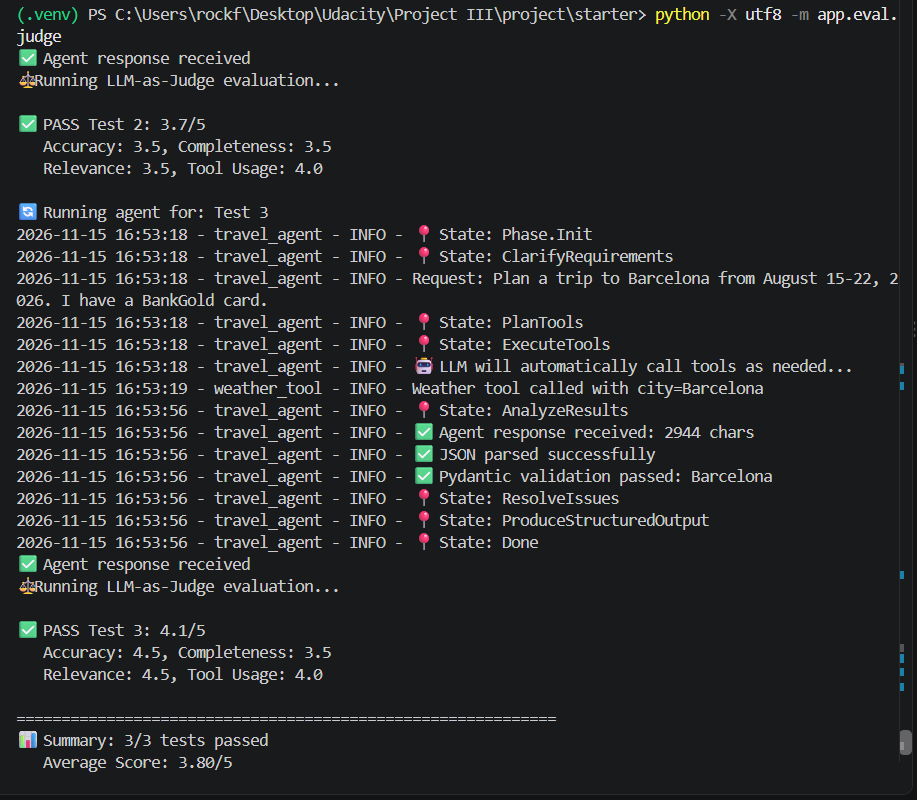 (.venv) PS C:\Users\rockf\Desktop\Udacity\Project III\project\starter> python -X utf8 -m app.eval.
judge
✅ Agent response received
⚖️Running LLM-as-Judge evaluation...
✅ PASS Test 2: 3.7/5
Accuracy: 3.5, Completeness: 3.5
Relevance: 3.5, Tool Usage: 4.0
🔄 Running agent for: Test 3
2026-11-15 16:53:18 - travel_agent - INFO - 📍 State: Phase.Init
2026-11-15 16:53:18 - travel_agent - INFO - 📍 State: ClarifyRequirements
2026-11-15 16:53:18 - travel_agent - INFO - Request: Plan a trip to Barcelona from August 15-22, 2
026. I have a BankGold card.
2026-11-15 16:53:18 - travel_agent - INFO - 📍 State: PlanTools
2026-11-15 16:53:18 - travel_agent - INFO - 📍 State: ExecuteTools
2026-11-15 16:53:18 - travel_agent - INFO - 🤖 LLM will automatically call tools as needed...
2026-11-15 16:53:19 - weather_tool - INFO - Weather tool called with city=Barcelona
2026-11-15 16:53:56 - travel_agent - INFO - 📍 State: AnalyzeResults
2026-11-15 16:53:56 - travel_agent - INFO - ✅ Agent response received: 2944 chars
2026-11-15 16:53:56 - travel_agent - INFO - ✅ JSON parsed successfully
2026-11-15 16:53:56 - travel_agent - INFO - ✅ Pydantic validation passed: Barcelona
2026-11-15 16:53:56 - travel_agent - INFO - 📍 State: ResolveIssues
2026-11-15 16:53:56 - travel_agent - INFO - 📍 State: ProduceStructuredOutput
2026-11-15 16:53:56 - travel_agent - INFO - 📍 State: Done
✅ Agent response received
⚖️Running LLM-as-Judge evaluation...
✅ PASS Test 3: 4.1/5
Accuracy: 4.5, Completeness: 3.5
Relevance: 4.5, Tool Usage: 4.0
============================================================
📊 Summary: 3/3 tests passed
Average Score: 3.80/5